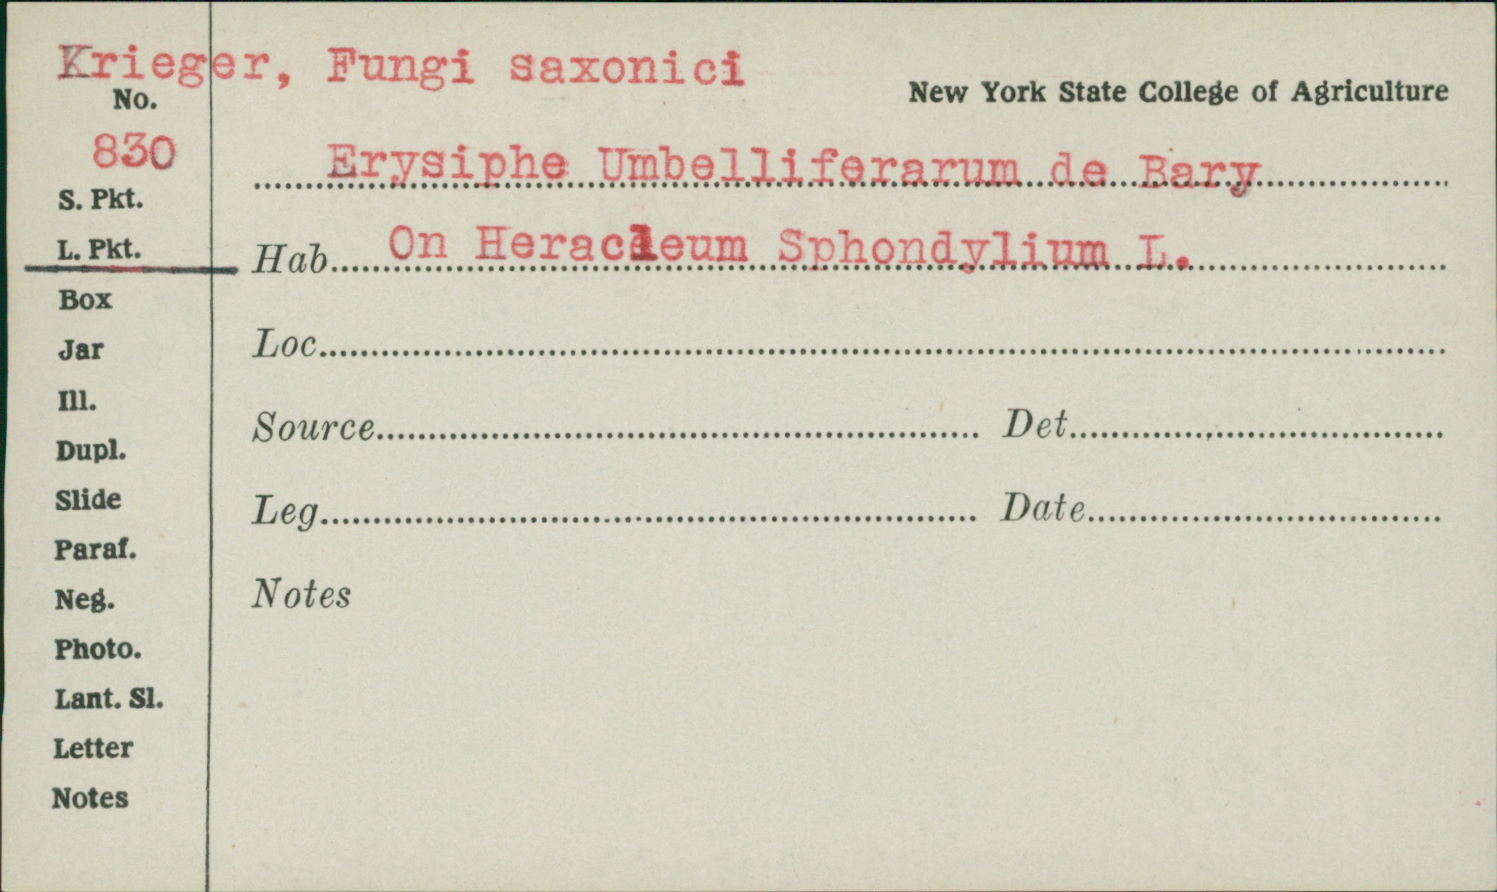 Krieger, Fungi saxonici
No.
New York State College of Agriculture
830
Erysiphe Umbelliferarum de Bary
S. Pkt.
L. Pkt.
Hab. On Heracleum Sphondylium L.
Box
Jar
Loc.
Ill.
Source Det.
Dupl.
Slide
Leg. Date
Paraf.
Neg.
Notes
Photo.
Lant. Sl.
Letter
Notes